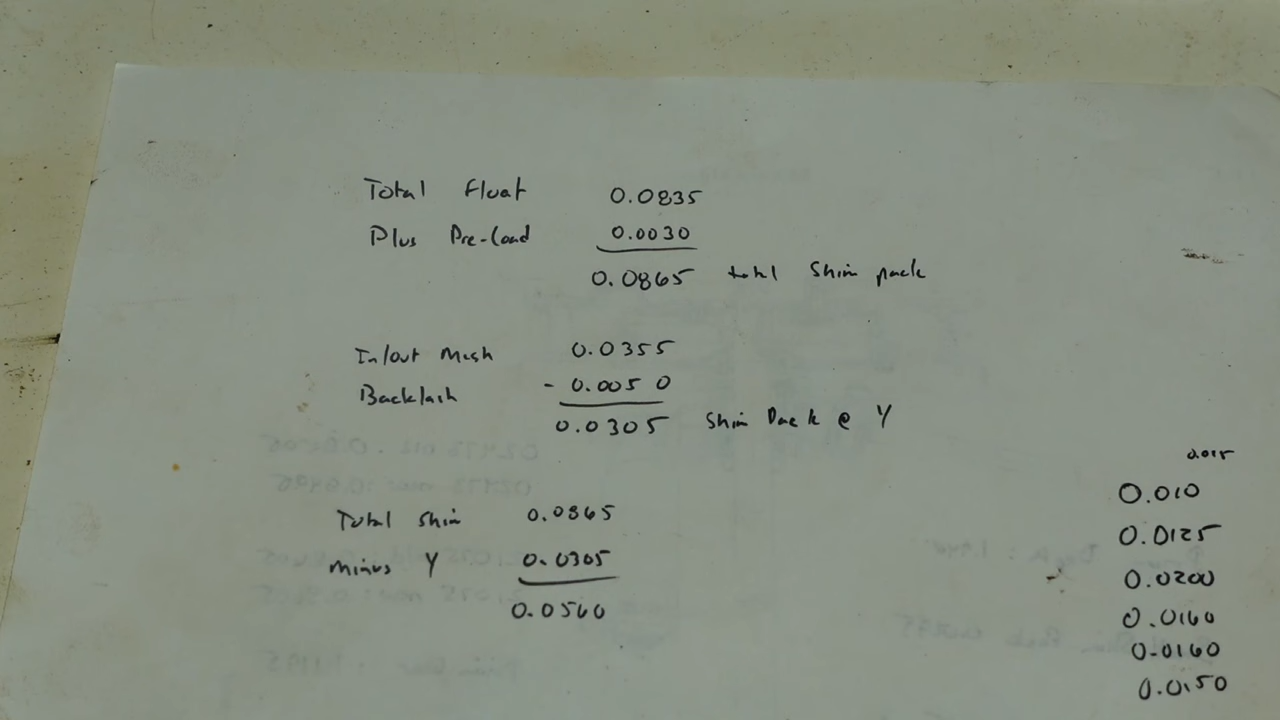 Total Float 0.0835
Plus Pre-Load 0.0030
0.0865 total Shim pack
In/out Mesh 0.0355
Backlash - 0.0050
0.0305 Shim Pack @ Y
Total Shim 0.0865
minus Y 0.0305
0.0560
0.015
0.010
0.0125
0.0200
0.0160
0.0160
0.0150